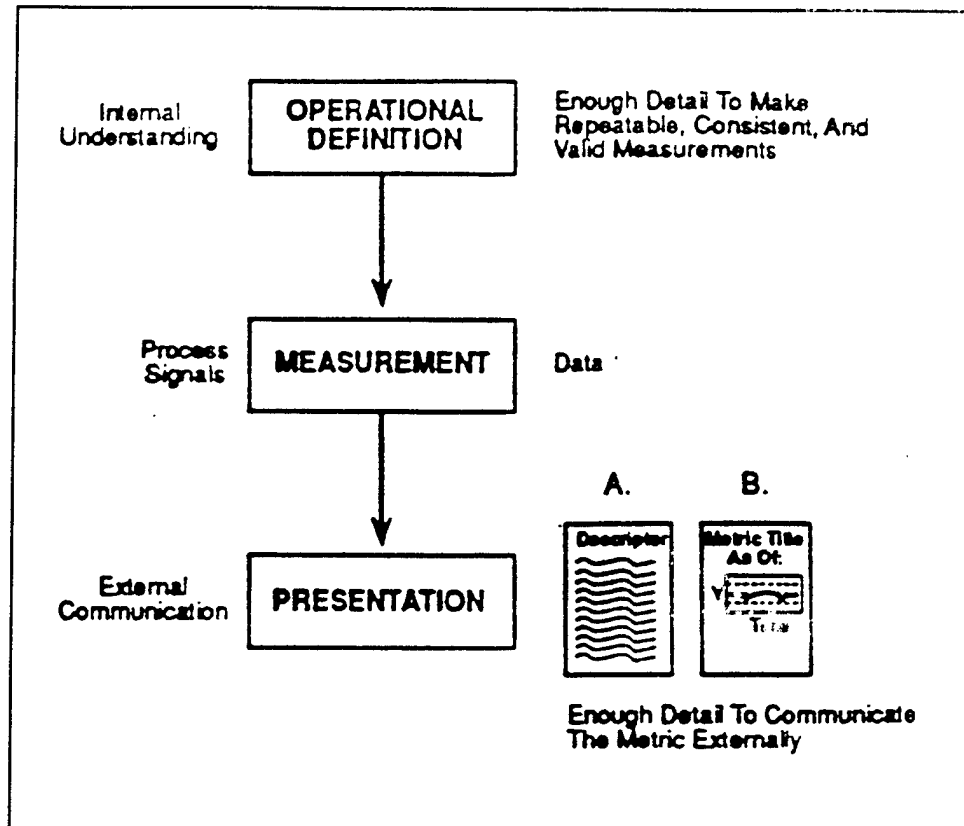 Internal
Understanding
OPERATIONAL
DEFINITION
Enough Detail To Make
Repeatable, Consistent, And
Valid Measurements
Process
Signals
MEASUREMENT
Data
A.
B.
External
Communication
PRESENTATION
Descriptor
Metric Title
As Of:
Y
Enough Detail To Communicate
The Metric Externally